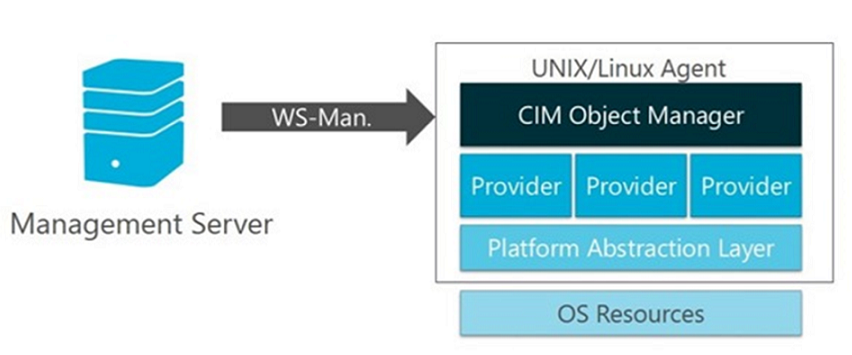 UNIX/Linux Agent
WS-Man.
CIM Object Manager
Provider Provider Provider
Management Server
Platform Abstraction Layer
OS Resources